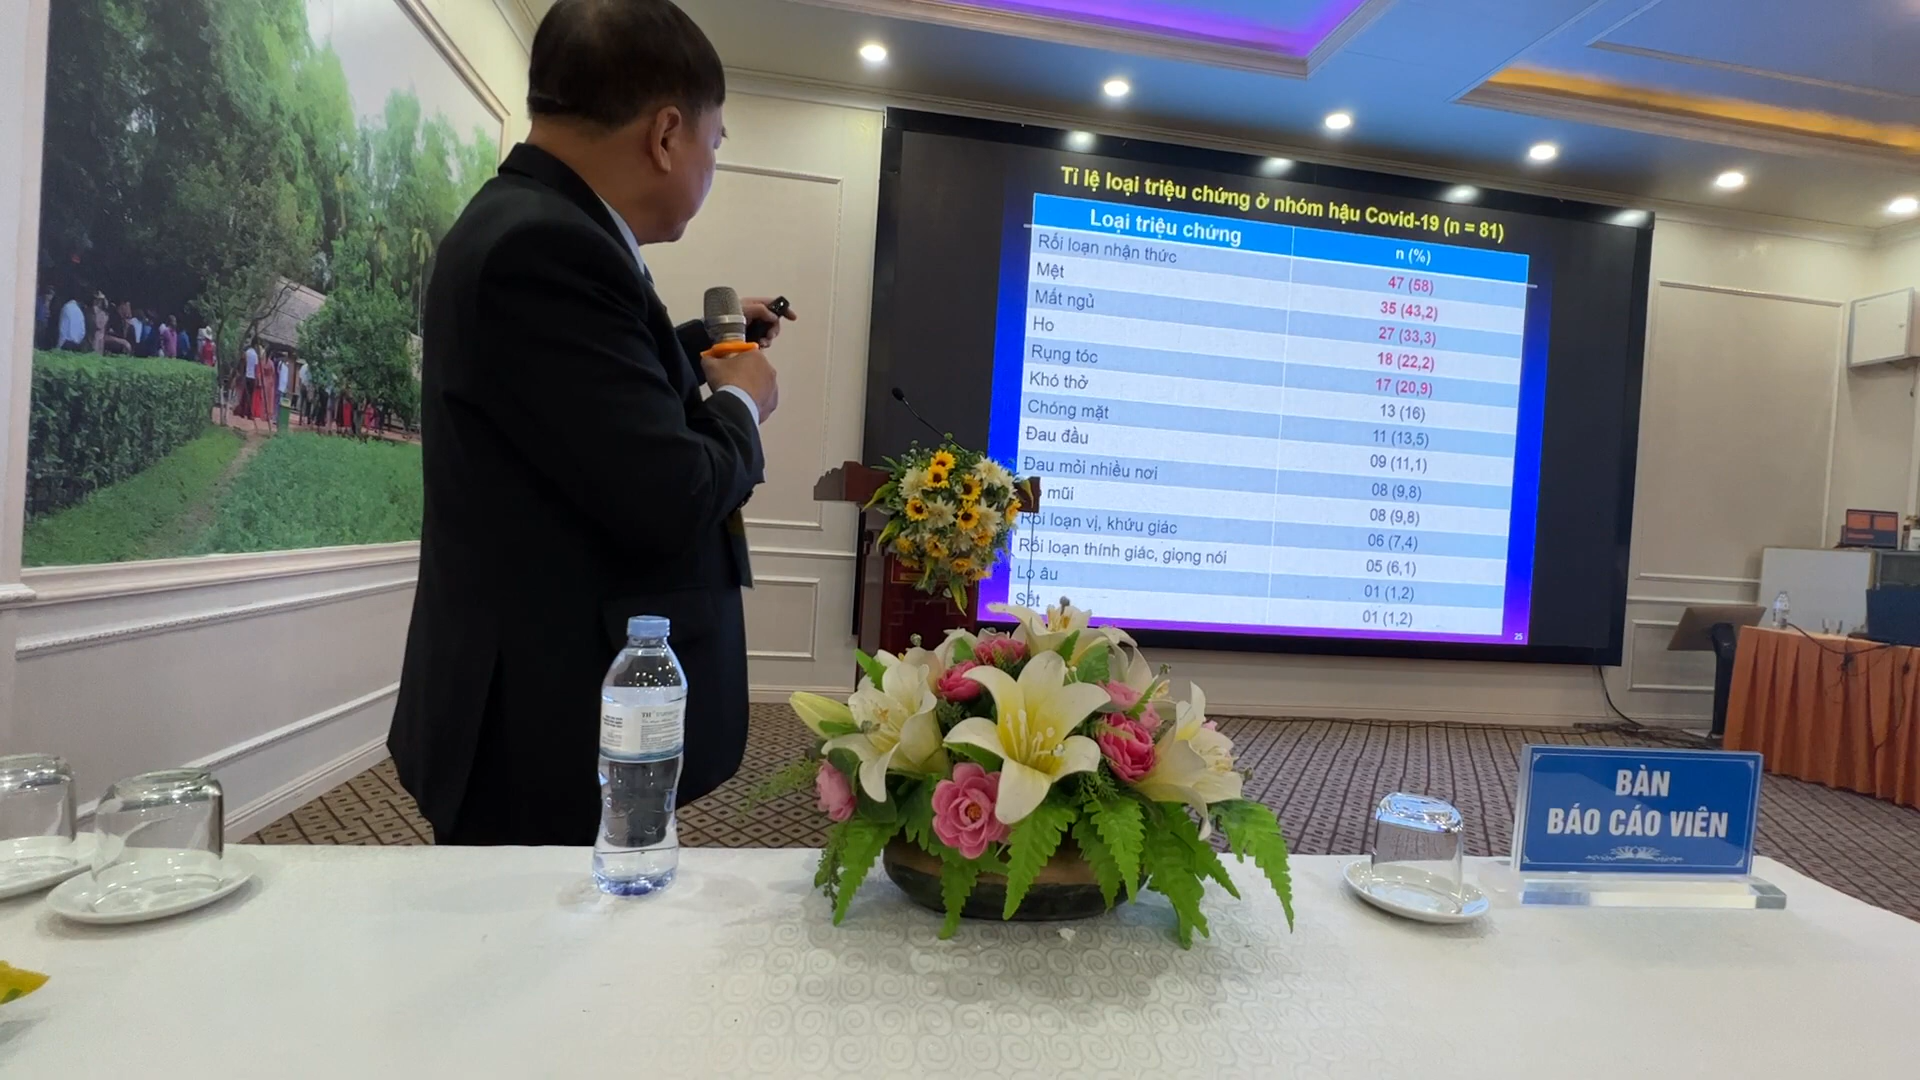 Tỉ lệ loại triệu chứng ở nhóm hậu Covid-19 (n = 81)
Loại triệu chứng n (%)
Rối loạn nhận thức 47 (58)
Mệt 35 (43,2)
Mất ngủ 27 (33,3)
Ho 18 (22,2)
Rụng tóc 17 (20,9)
Khó thở 13 (16)
Chóng mặt 11 (13,5)
Đau đầu 09 (11,1)
Đau mỏi nhiều nơi 08 (9,8)
mũi 08 (9,8)
Rối loạn vị, khứu giác 06 (7,4)
Rối loạn thính giác, giọng nói 05 (6,1)
Lo âu 01 (1,2)
Sốt 01 (1,2)
25
TH
BÀN
BÁO CÁO VIÊN